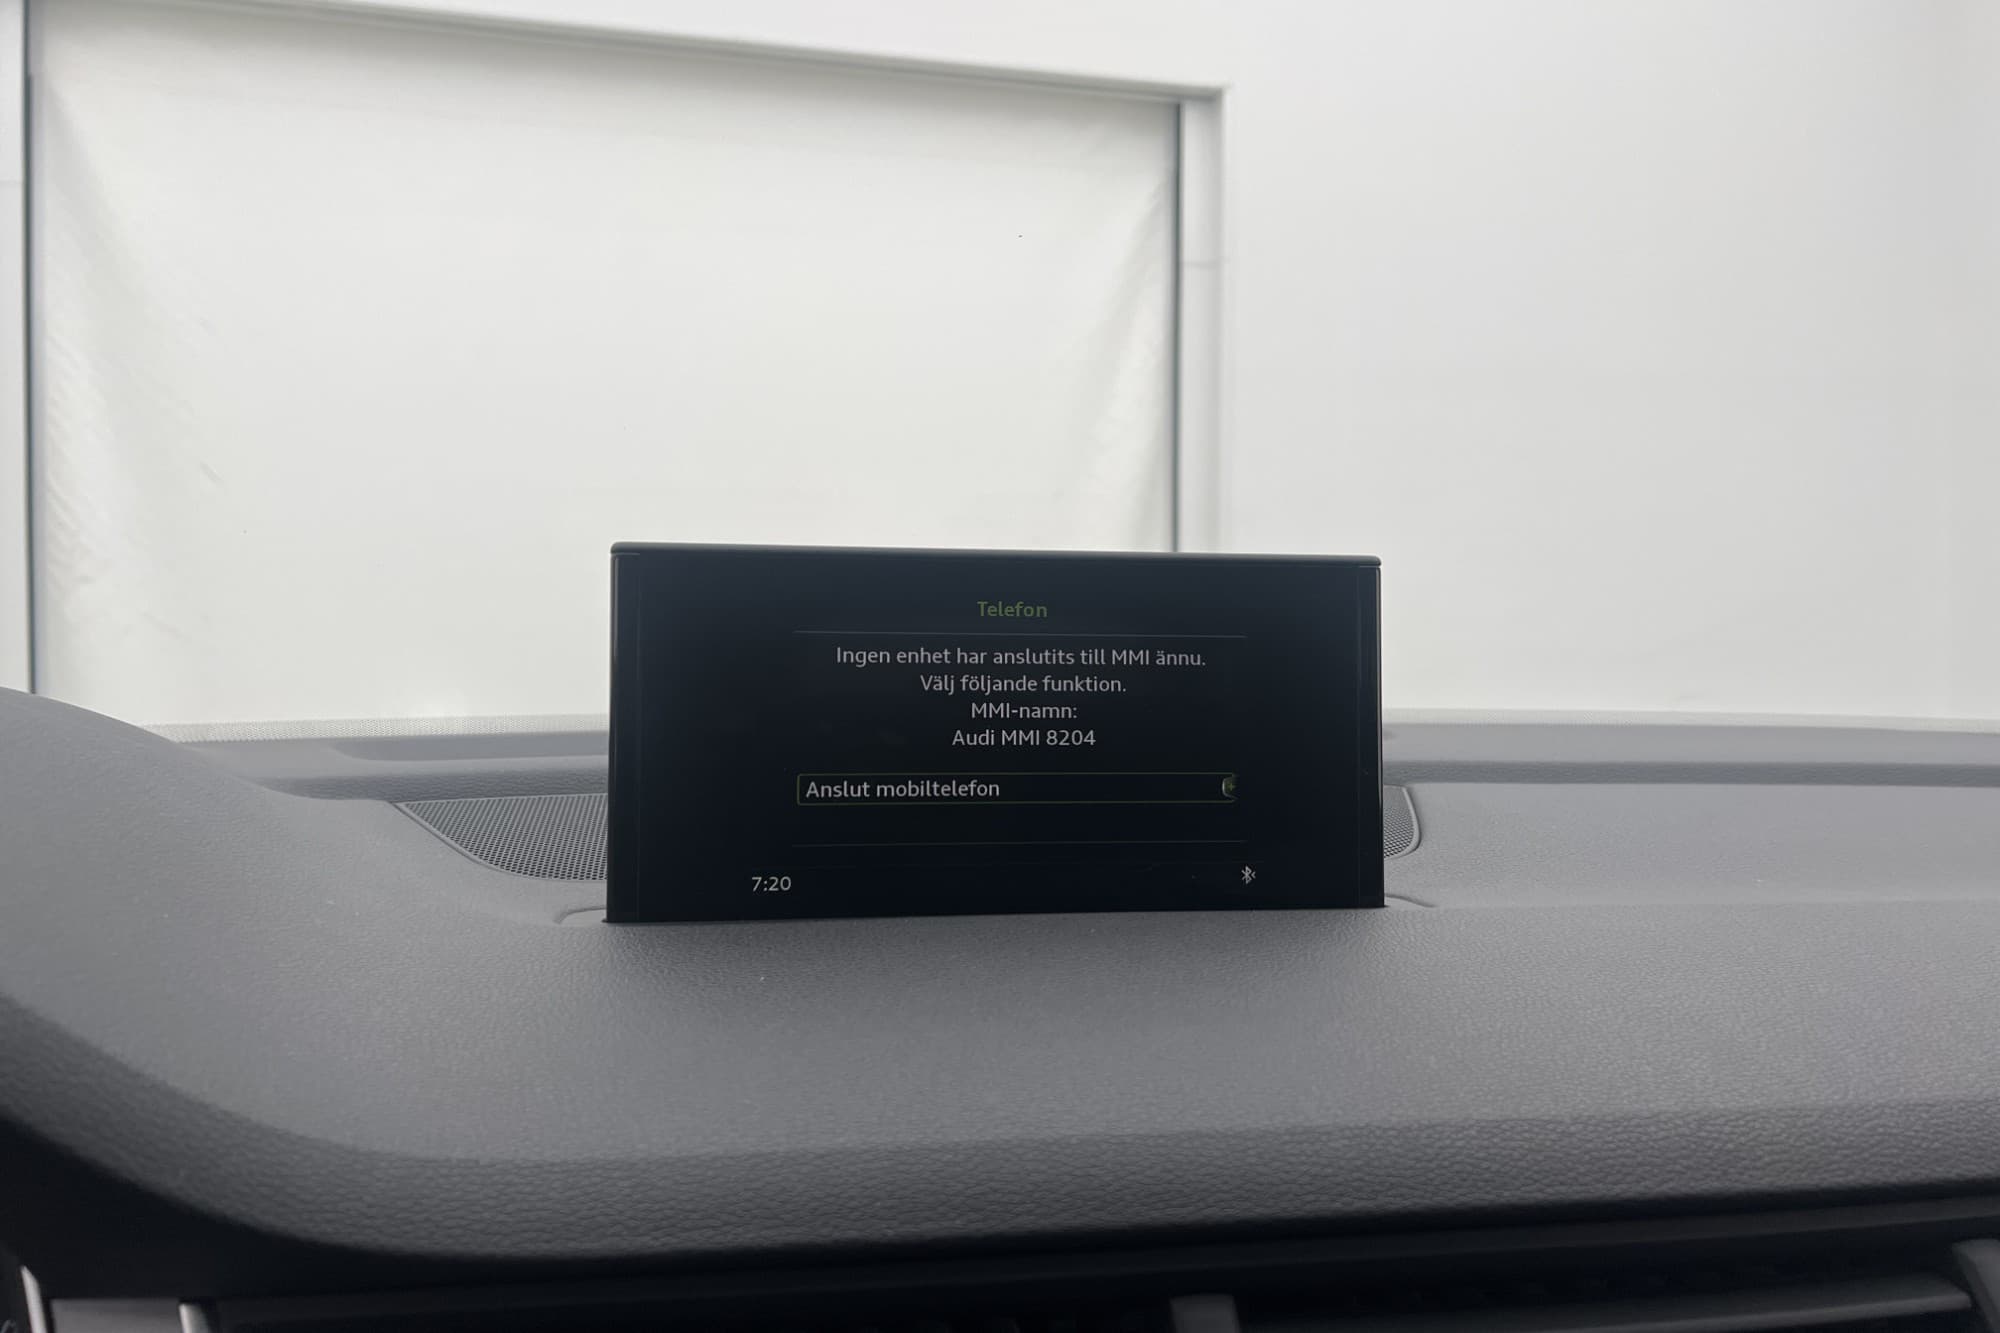 Telefon
Ingen enhet har anslutits till MMI ännu.
Välj följande funktion.
MMI-namn:
Audi MMI 8204
Anslut mobiltelefon
7:20